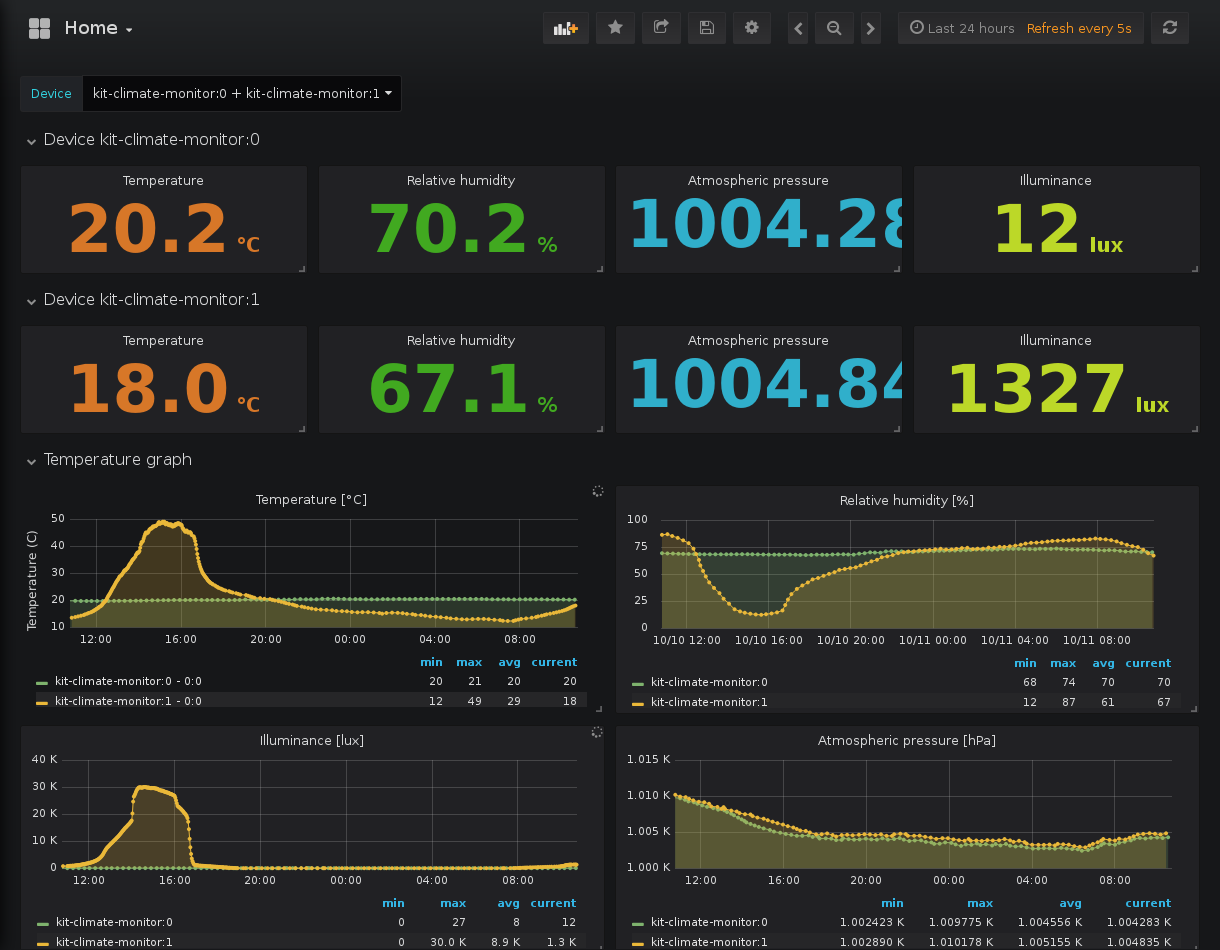 Home
Last 24 hours Refresh every 5s
Device kit-climate-monitor:0 + kit-climate-monitor:1
Device kit-climate-monitor:0
Temperature Relative humidity Atmospheric pressure Illuminance
20.2 °C 70.2 % 1004.28 12 lux
Device kit-climate-monitor:1
Temperature Relative humidity Atmospheric pressure Illuminance
18.0 °C 67.1 % 1004.84 1327 lux
Temperature graph
Temperature [°C]
Temperature (C)
50
40
30
20
10
12:00 16:00 20:00 00:00 04:00 08:00
min max avg current
kit-climate-monitor:0 - 0:0 20 21 20 20
kit-climate-monitor:1 - 0:0 12 49 29 18
Relative humidity [%]
100
75
50
25
0
10/10 12:00 10/10 16:00 10/10 20:00 10/11 00:00 10/11 04:00 10/11 08:00
min max avg current
kit-climate-monitor:0 68 74 70 70
kit-climate-monitor:1 12 87 61 67
Illuminance [lux]
40 K
30 K
20 K
10 K
0
12:00 16:00 20:00 00:00 04:00 08:00
min max avg current
kit-climate-monitor:0 0 27 8 12
kit-climate-monitor:1 0 30.0 K 8.9 K 1.3 K
Atmospheric pressure [hPa]
1.015 K
1.010 K
1.005 K
1.000 K
12:00 16:00 20:00 00:00 04:00 08:00
min max avg current
kit-climate-monitor:0 1.002423 K 1.009775 K 1.004556 K 1.004283 K
kit-climate-monitor:1 1.002890 K 1.010178 K 1.005155 K 1.004835 K